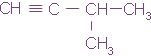 CH ≡ C — CH — CH₃
CH₃